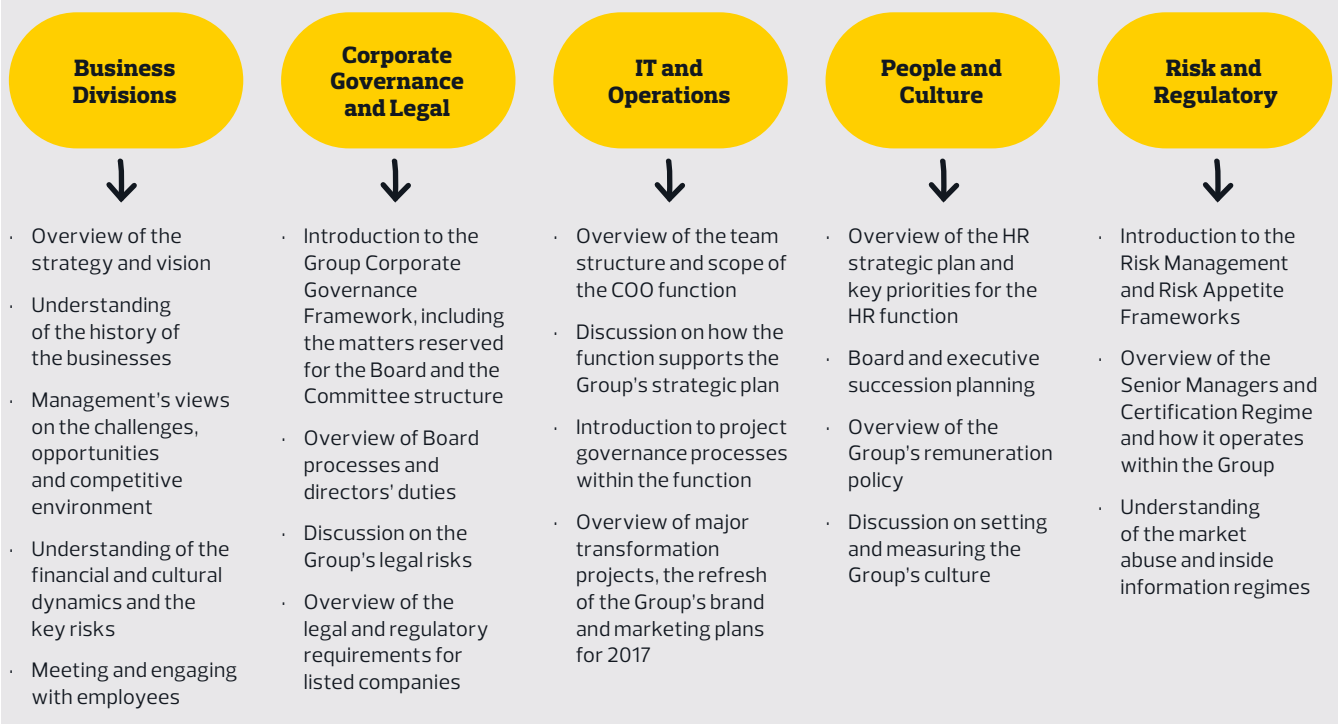 Business
Divisions
· Overview of the
strategy and vision
· Understanding
of the history of
the businesses
· Management’s views
on the challenges,
opportunities
and competitive
environment
· Understanding of the
financial and cultural
dynamics and the
key risks
· Meeting and engaging
with employees
Corporate
Governance
and Legal
· Introduction to the
Group Corporate
Governance
Framework, including
the matters reserved
for the Board and the
Committee structure
· Overview of Board
processes and
directors’ duties
· Discussion on the
Group’s legal risks
· Overview of the
legal and regulatory
requirements for
listed companies
IT and
Operations
· Overview of the team
structure and scope of
the COO function
· Discussion on how the
function supports the
Group’s strategic plan
· Introduction to project
governance processes
within the function
· Overview of major
transformation
projects, the refresh
of the Group’s brand
and marketing plans
for 2017
People and
Culture
· Overview of the HR
strategic plan and
key priorities for the
HR function
· Board and executive
succession planning
· Overview of the
Group’s remuneration
policy
· Discussion on setting
and measuring the
Group’s culture
Risk and
Regulatory
· Introduction to the
Risk Management
and Risk Appetite
Frameworks
· Overview of the
Senior Managers and
Certification Regime
and how it operates
within the Group
· Understanding
of the market
abuse and inside
information regimes